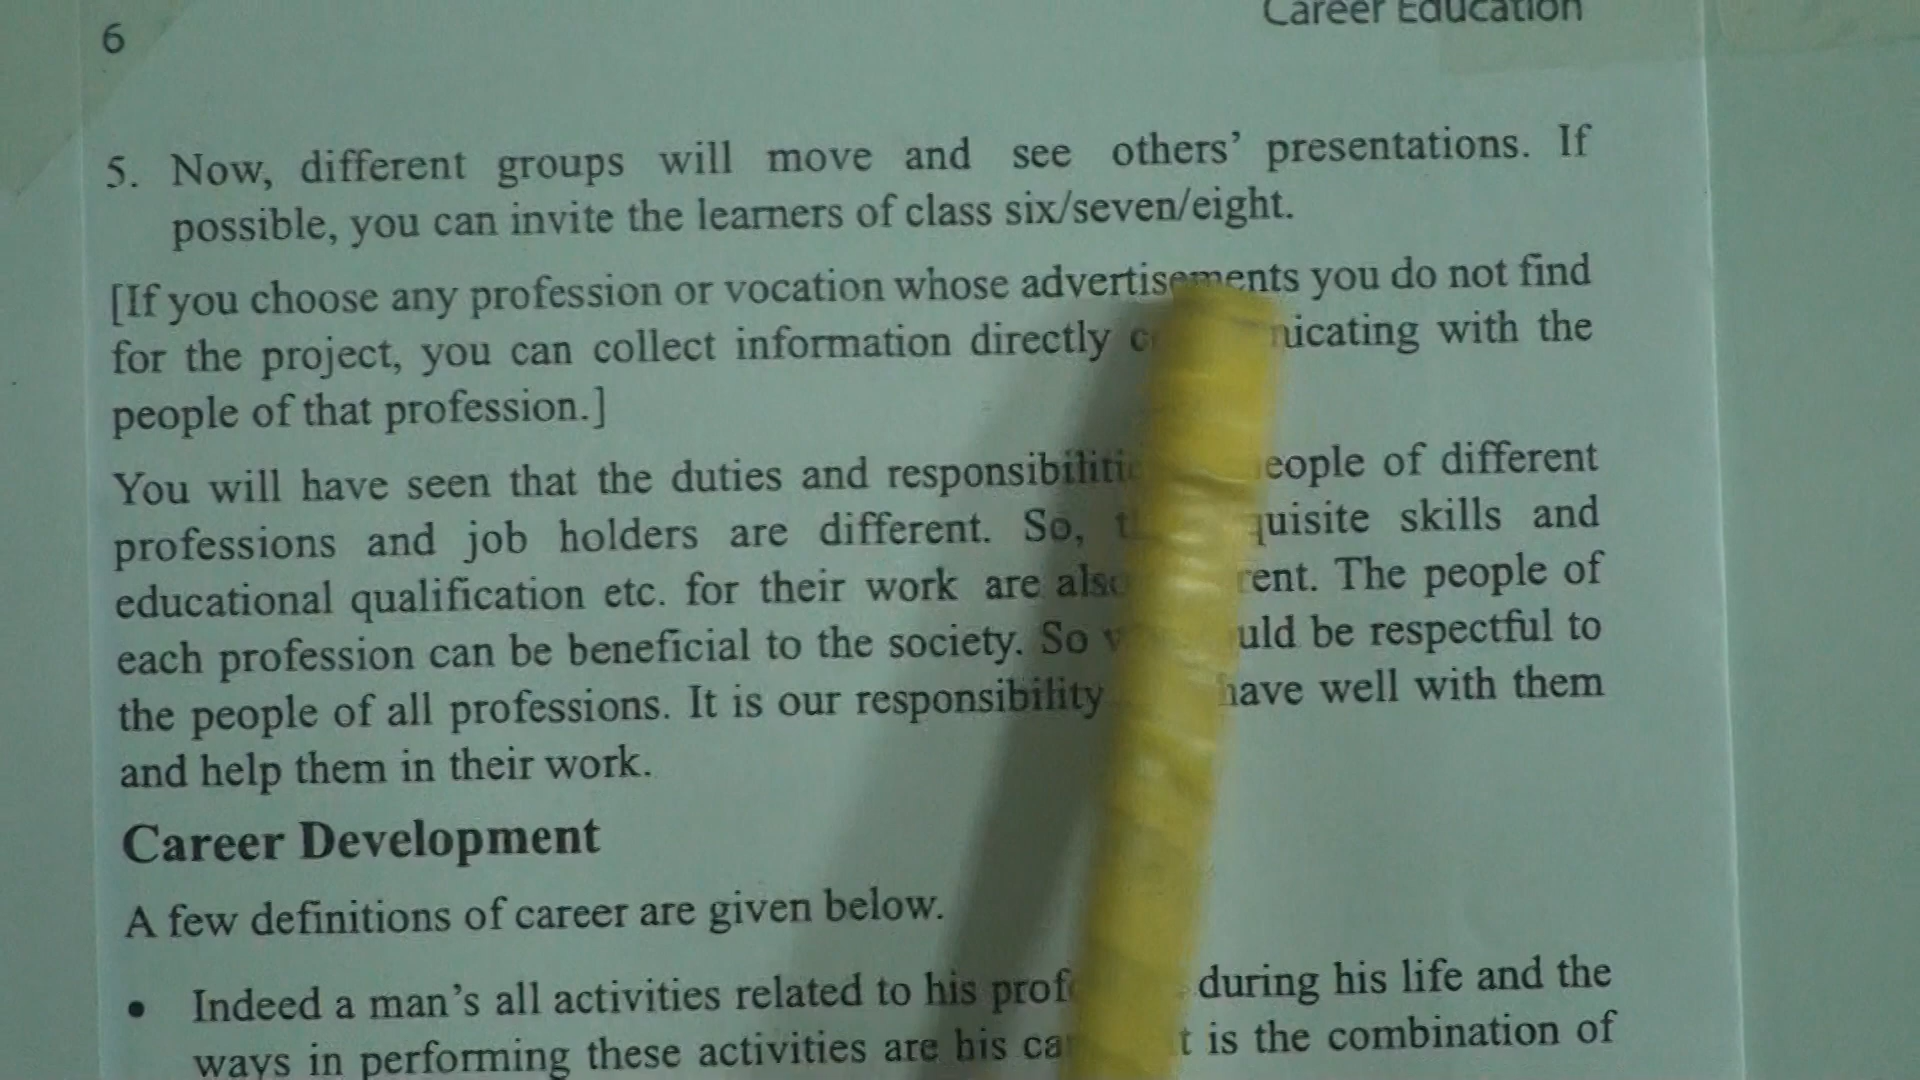 6
Career Education
5. Now, different groups will move and see others' presentations. If
possible, you can invite the learners of class six/seven/eight.
[If you choose any profession or vocation whose advertisements you do not find
for the project, you can collect information directly with the
people of that profession.]
You will have seen that the duties and of different
professions and job holders are different. So, skills and
educational qualification etc. for their work are also The people of
each profession can be beneficial to the society. So be respectful to
the people of all professions. It is our responsibility well with them
and help them in their work.
Career Development
A few definitions of career are given below.
• Indeed a man's all activities related to his during his life and the
ways in performing these activities are his is the combination of